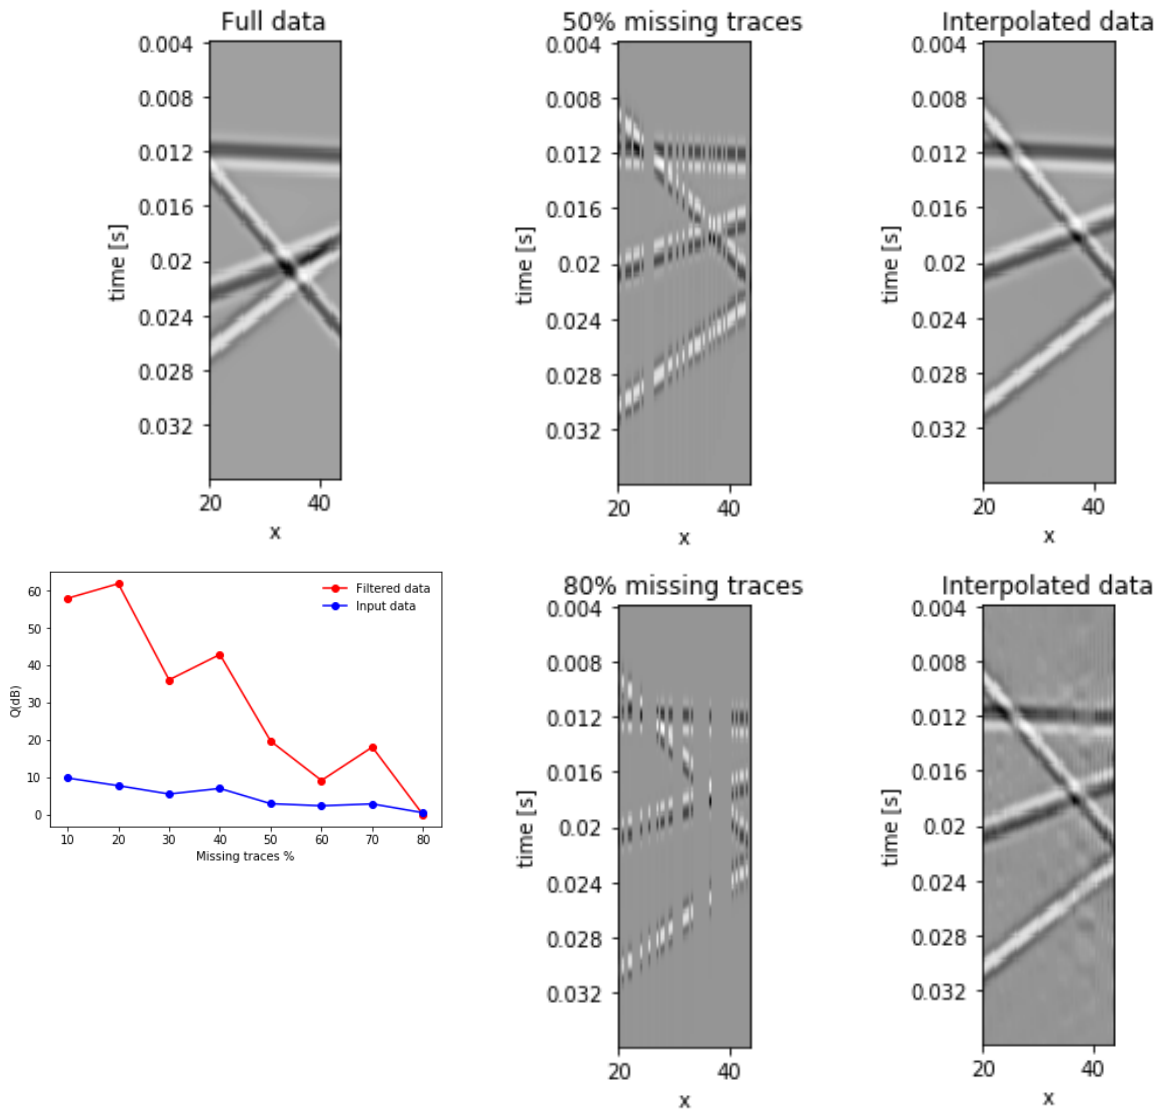 Full data
0.004
0.008
0.012
0.016
0.02
0.024
0.028
0.032
time [s]
20 40
x
50% missing traces
0.004
0.008
0.012
0.016
0.02
0.024
0.028
0.032
time [s]
20 40
x
Interpolated data
0.004
0.008
0.012
0.016
0.02
0.024
0.028
0.032
time [s]
20 40
x
Filtered data
Input data
60
50
40
30
20
10
0
Q(dB)
10 20 30 40 50 60 70 80
Missing traces %
80% missing traces
0.004
0.008
0.012
0.016
0.02
0.024
0.028
0.032
time [s]
20 40
x
Interpolated data
0.004
0.008
0.012
0.016
0.02
0.024
0.028
0.032
time [s]
20 40
x